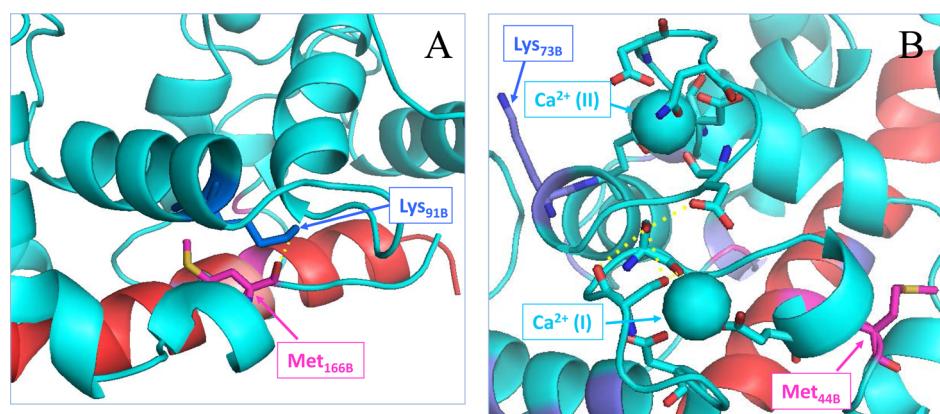 A
Lys91B
Met166B
B
Lys73B
Ca2+ (II)
Ca2+ (I)
Met44B